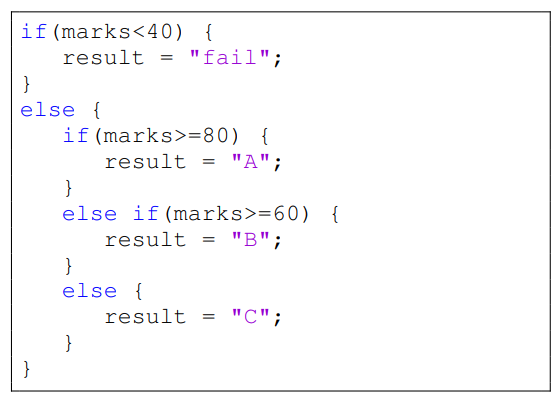 if(marks<40) {
   result = "fail";
}
else {
   if(marks>=80) {
      result = "A";
   }
   else if(marks>=60) {
      result = "B";
   }
   else {
      result = "C";
   }
}